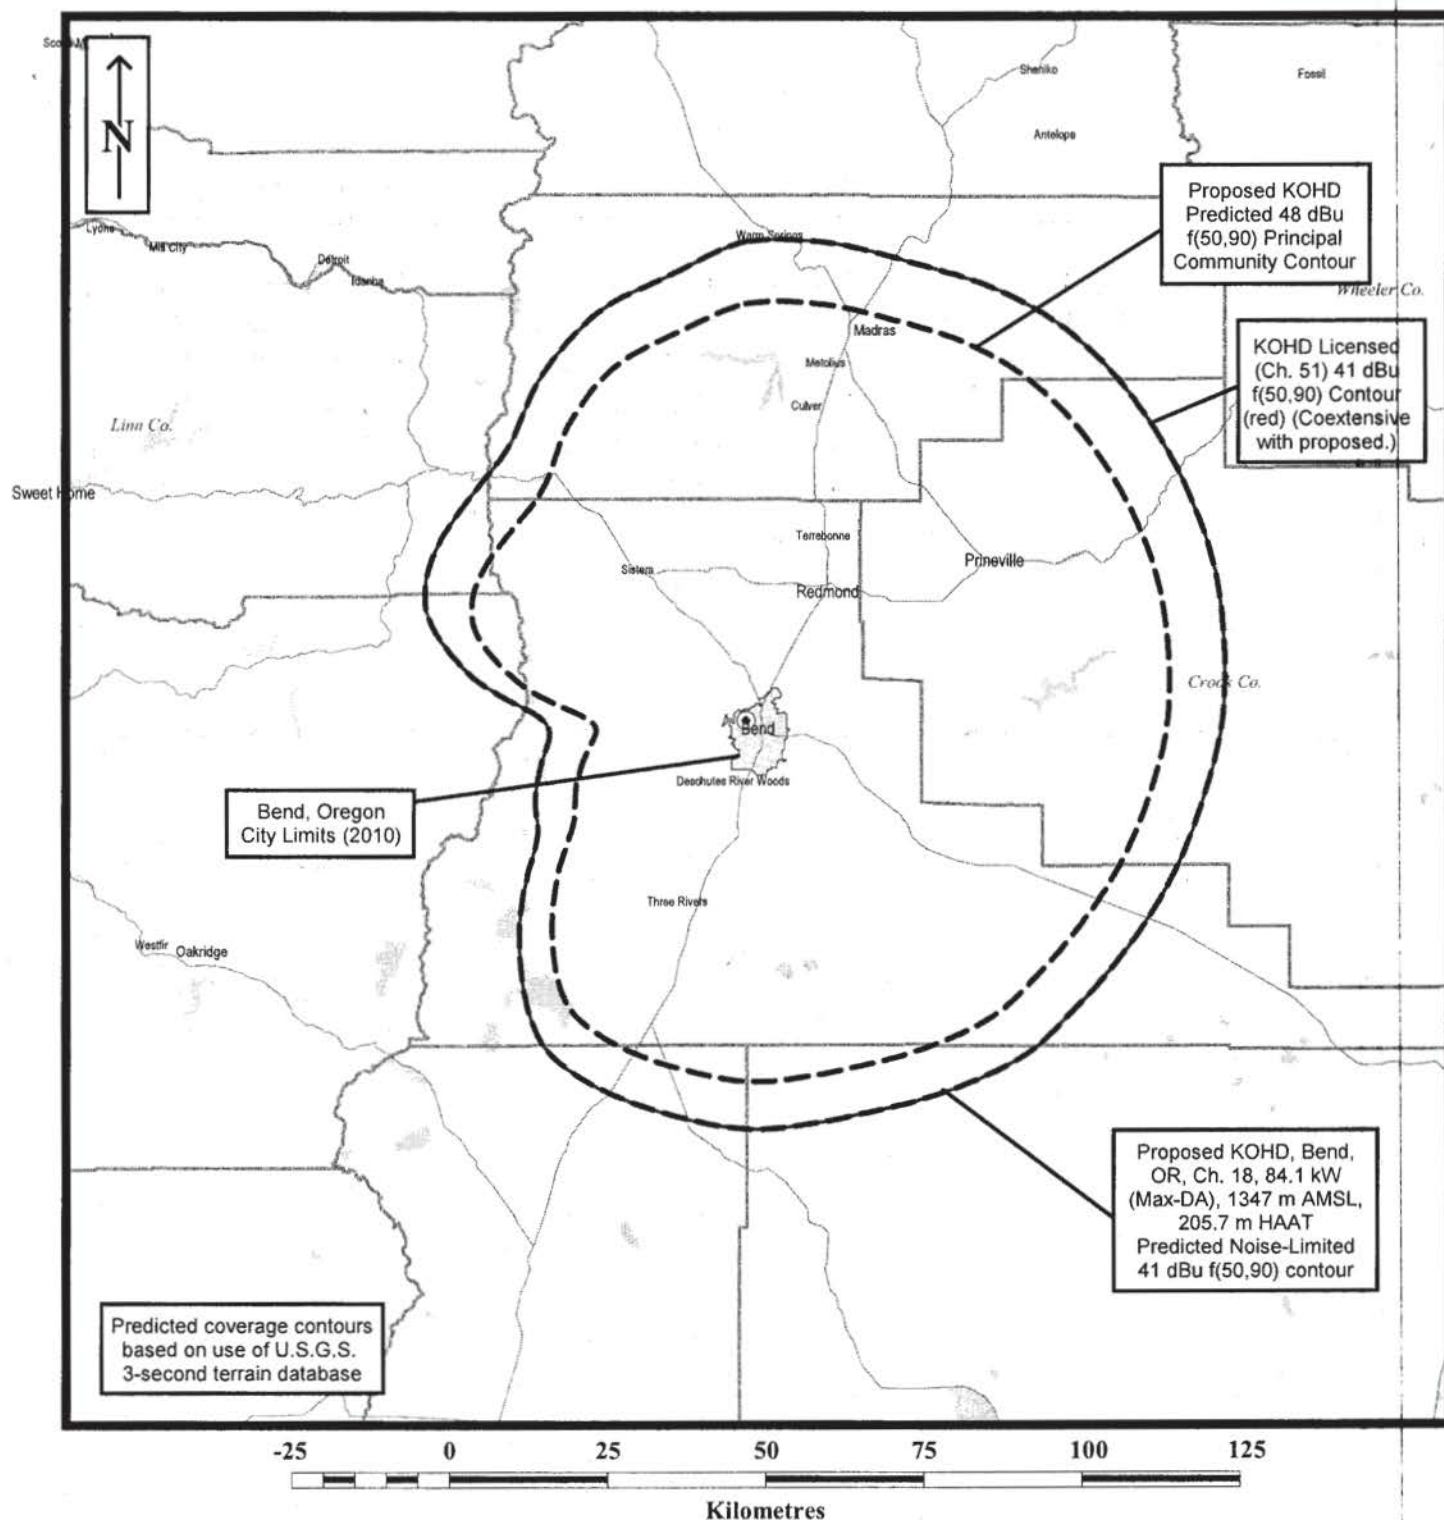 N
Sheniko
Fossil
Antelope
Proposed KOHD
Predicted 48 dBu
f(50,90) Principal
Community Contour
Lyons
Mill City
Detroit
Idanha
Warm Springs
Wheeler Co.
Madras
Metolius
Culver
KOHD Licensed
(Ch. 51) 41 dBu
f(50,90) Contour
(red) (Coextensive
with proposed.)
Linn Co.
Sweet Home
Terrebonne
Sisters
Prineville
Redmond
Crook Co.
Bend
Deschutes River Woods
Bend, Oregon
City Limits (2010)
Three Rivers
Westfir
Oakridge
Proposed KOHD, Bend,
OR, Ch. 18, 84.1 kW
(Max-DA), 1347 m AMSL,
205.7 m HAAT
Predicted Noise-Limited
41 dBu f(50,90) contour
Predicted coverage contours
based on use of U.S.G.S.
3-second terrain database
-25 0 25 50 75 100 125
Kilometres